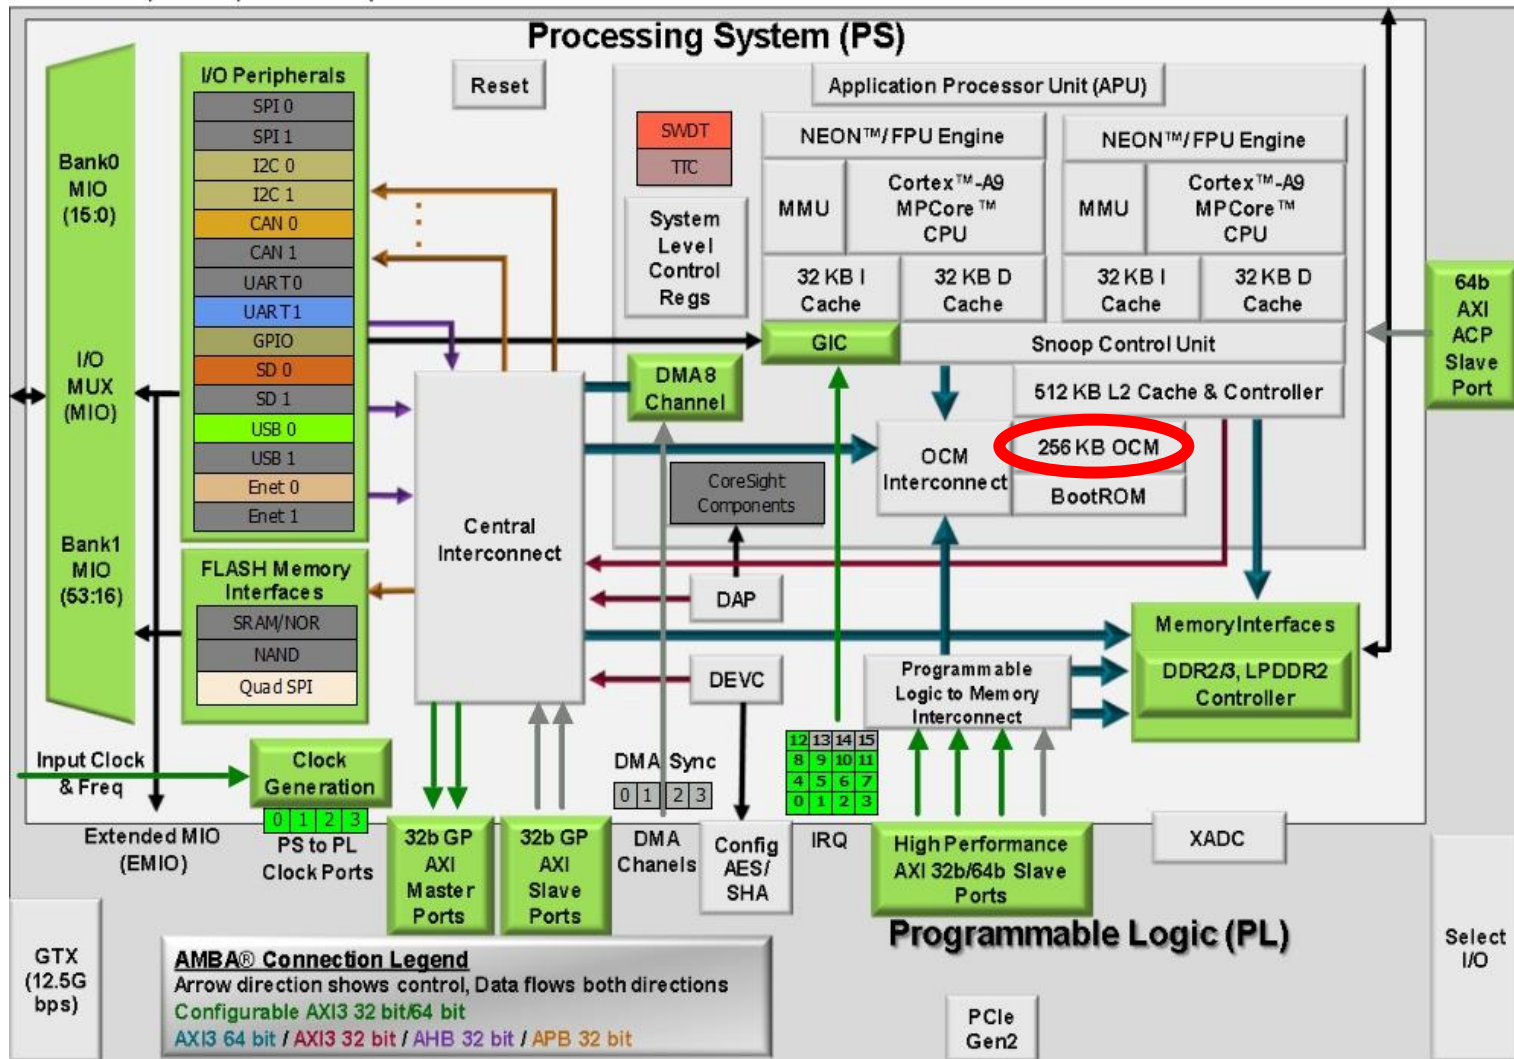 Processing System (PS)
I/O Peripherals
SPI 0
SPI 1
I2C 0
I2C 1
CAN 0
CAN 1
UART0
UART1
GPIO
SD 0
SD 1
USB 0
USB 1
Enet 0
Enet 1
Bank0
MIO
(15:0)
I/O
MUX
(MIO)
Bank1
MIO
(53:16)
FLASH Memory
Interfaces
SRAM/NOR
NAND
Quad SPI
Reset
Application Processor Unit (APU)
SWDT
TTC
System
Level
Control
Regs
NEON™/FPU Engine
MMU
Cortex™-A9
MPCore™
CPU
32 KB I
Cache
32 KB D
Cache
NEON™/FPU Engine
MMU
Cortex™-A9
MPCore™
CPU
32 KB I
Cache
32 KB D
Cache
GIC
Snoop Control Unit
DMA8
Channel
512 KB L2 Cache & Controller
OCM
Interconnect
256 KB OCM
BootROM
CoreSight
Components
Central
Interconnect
DAP
DEVC
64b
AXI
ACP
Slave
Port
Memory Interfaces
DDR2/3, LPDDR2
Controller
Programmable
Logic to Memory
Interconnect
Input Clock
& Freq
Clock
Generation
0 1 2 3
PS to PL
Clock Ports
Extended MIO
(EMIO)
32b GP
AXI
Master
Ports
32b GP
AXI
Slave
Ports
DMA Sync
0 1 2 3
DMA
Chanels
Config
AES/
SHA
12 13 14 15
8 9 10 11
4 5 6 7
0 1 2 3
IRQ
High Performance
AXI 32b/64b Slave
Ports
XADC
Programmable Logic (PL)
GTX
(12.5G
bps)
AMBA® Connection Legend
Arrow direction shows control, Data flows both directions
Configurable AXI3 32 bit/64 bit
AXI3 64 bit / AXI3 32 bit / AHB 32 bit / APB 32 bit
PCIe
Gen2
Select
I/O